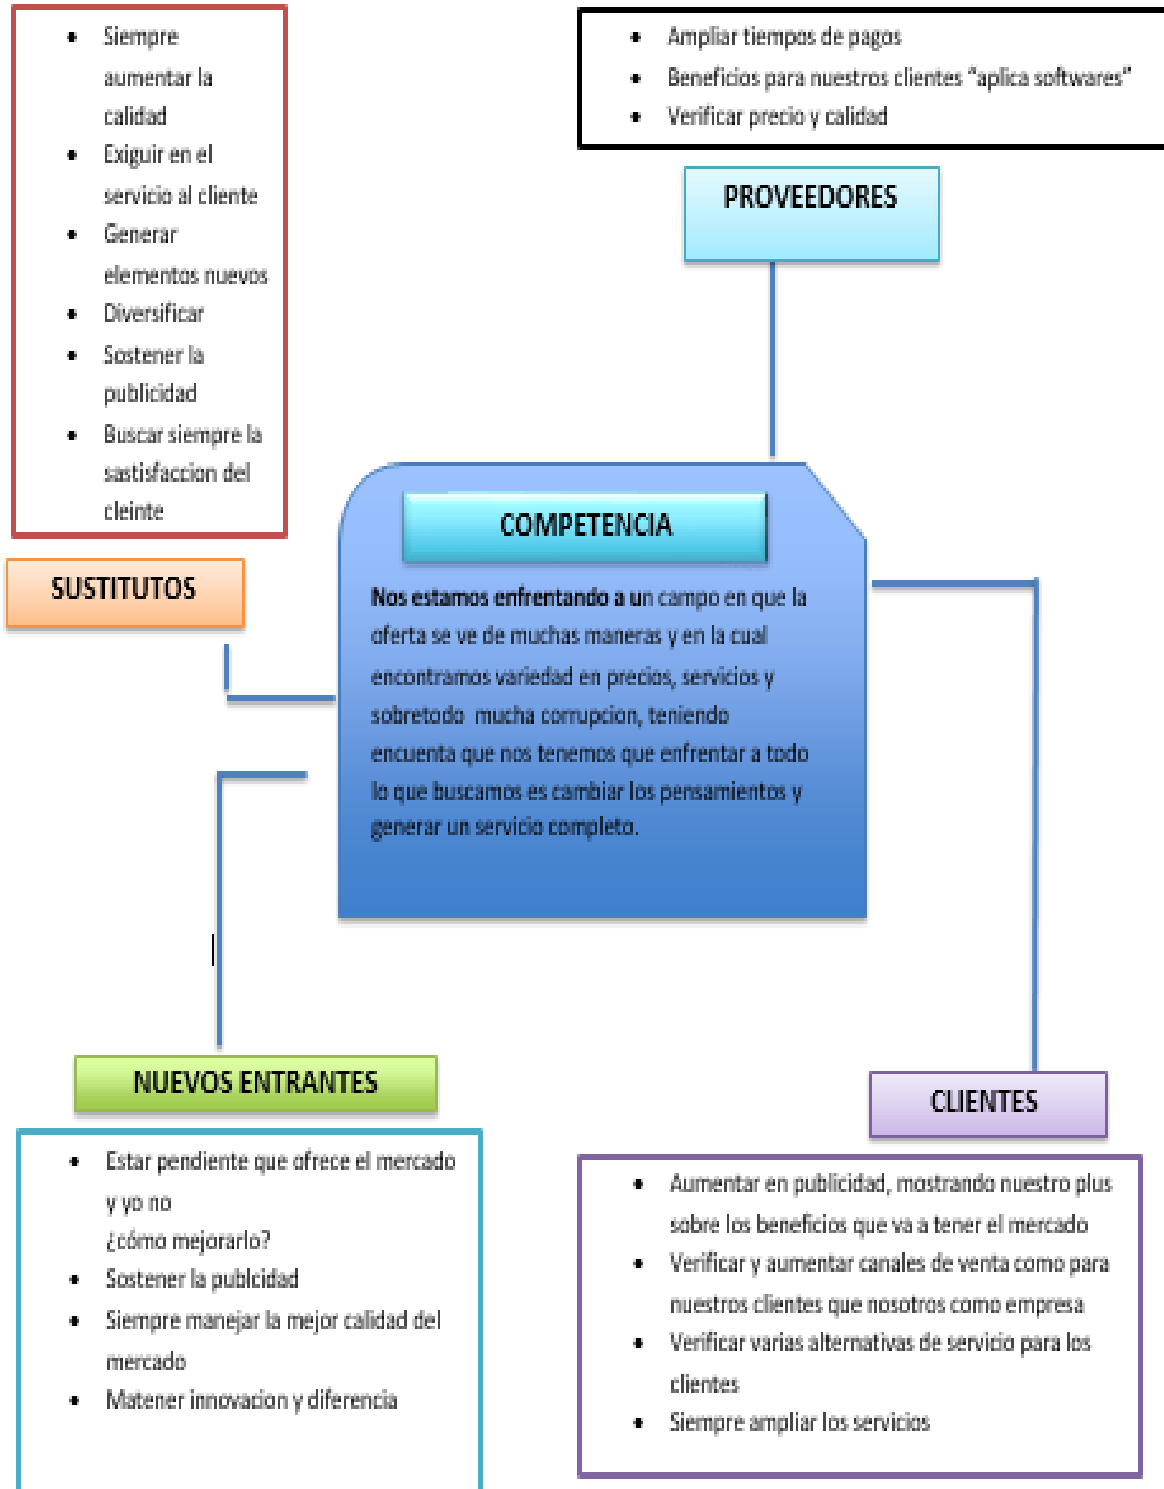 • Siempre
aumentar la
calidad
• Exiguir en el
servicio al cliente
• Generar
elementos nuevos
• Diversificar
• Sostener la
publicidad
• Buscar siempre la
sastisfaccion del
cleinte
SUSTITUTOS
• Ampliar tiempos de pagos
• Beneficios para nuestros clientes “aplica softwares”
• Verificar precio y calidad
PROVEEDORES
COMPETENCIA
Nos estamos enfrentando a un campo en que la
oferta se ve de muchas maneras y en la cual
encontramos variedad en precios, servicios y
sobretodo mucha corrupcion, teniendo
encuenta que nos tenemos que enfrentar a todo
lo que buscamos es cambiar los pensamientos y
generar un servicio completo.
NUEVOS ENTRANTES
• Estar pendiente que ofrece el mercado
y yo no
¿cómo mejorarlo?
• Sostener la publcidad
• Siempre manejar la mejor calidad del
mercado
• Matener innovacion y diferencia
CLIENTES
• Aumentar en publicidad, mostrando nuestro plus
sobre los beneficios que va a tener el mercado
• Verificar y aumentar canales de venta como para
nuestros clientes que nosotros como empresa
• Verificar varias alternativas de servicio para los
clientes
• Siempre ampliar los servicios